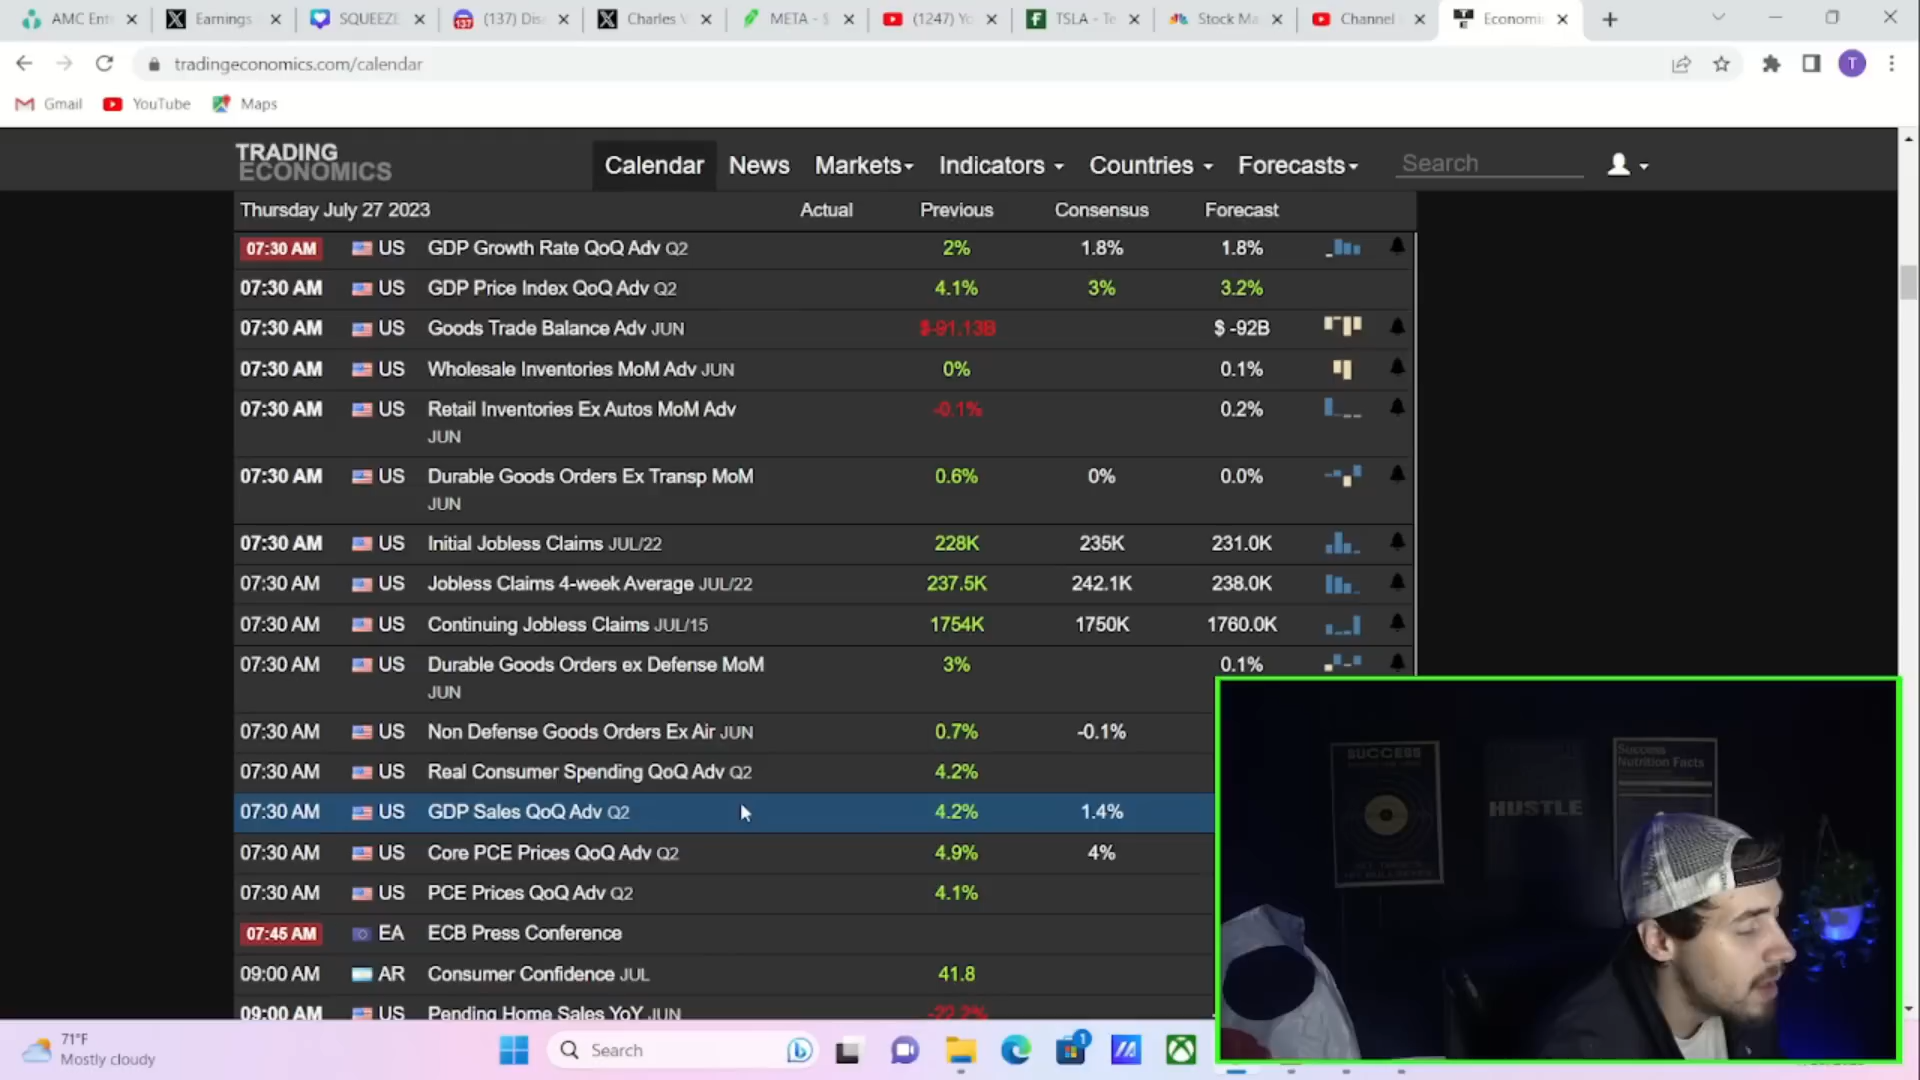 AMC Ent
Earnings
SQUEEZE
(137) Dis
Charles V
META - $
(1247) Yo
TSLA - Te
Stock Ma
Channel
Economi
tradingeconomics.com/calendar
T
Gmail YouTube Maps
TRADING
ECONOMICS
Calendar News Markets Indicators Countries Forecasts Search
Thursday July 27 2023 Actual Previous Consensus Forecast
07:30 AM US GDP Growth Rate QoQ Adv Q2 2% 1.8% 1.8%
07:30 AM US GDP Price Index QoQ Adv Q2 4.1% 3% 3.2%
07:30 AM US Goods Trade Balance Adv JUN $-91.13B $ -92B
07:30 AM US Wholesale Inventories MoM Adv JUN 0% 0.1%
07:30 AM US Retail Inventories Ex Autos MoM Adv -0.1% 0.2%
JUN
07:30 AM US Durable Goods Orders Ex Transp MoM 0.6% 0% 0.0%
JUN
07:30 AM US Initial Jobless Claims JUL/22 228K 235K 231.0K
07:30 AM US Jobless Claims 4-week Average JUL/22 237.5K 242.1K 238.0K
07:30 AM US Continuing Jobless Claims JUL/15 1754K 1750K 1760.0K
07:30 AM US Durable Goods Orders ex Defense MoM 3% 0.1%
JUN
07:30 AM US Non Defense Goods Orders Ex Air JUN 0.7% -0.1%
07:30 AM US Real Consumer Spending QoQ Adv Q2 4.2%
07:30 AM US GDP Sales QoQ Adv Q2 4.2% 1.4%
07:30 AM US Core PCE Prices QoQ Adv Q2 4.9% 4%
07:30 AM US PCE Prices QoQ Adv Q2 4.1%
07:45 AM EA ECB Press Conference
09:00 AM AR Consumer Confidence JUL 41.8
09:00 AM US Pending Home Sales YoY JUN -22.2%
SUCCESS
HUSTLE
Success
Nutrition Facts
71°F
Mostly cloudy
Search
1